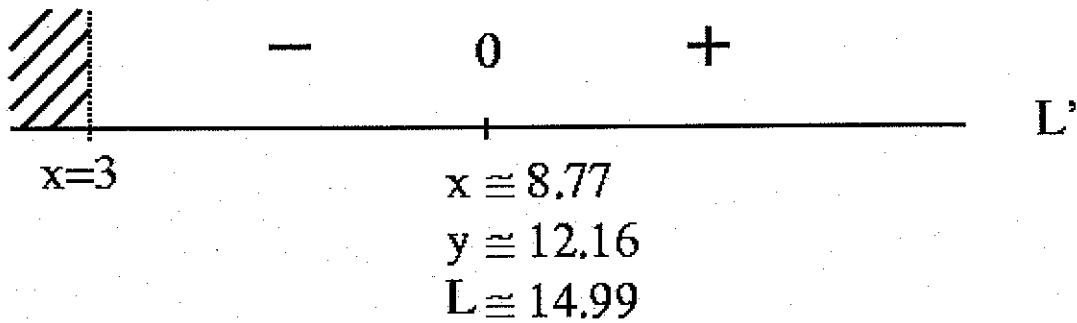 − 0 +
L'
x=3
x ≅ 8.77
y ≅ 12.16
L ≅ 14.99